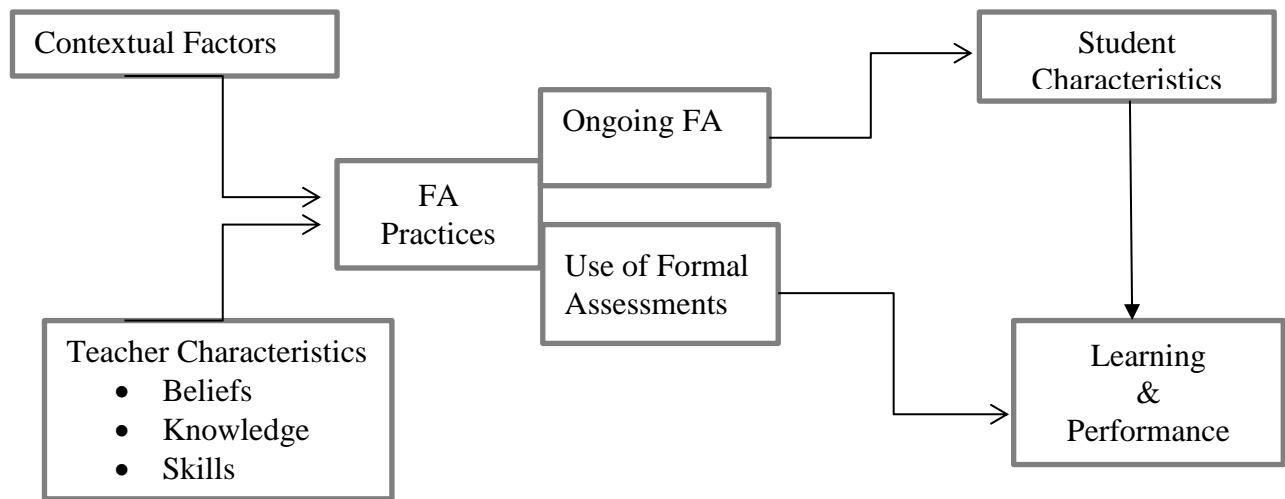 Contextual Factors
Student
Characteristics
Ongoing FA
FA
Practices
Use of Formal
Assessments
Teacher Characteristics
• Beliefs
• Knowledge
• Skills
Learning
&
Performance